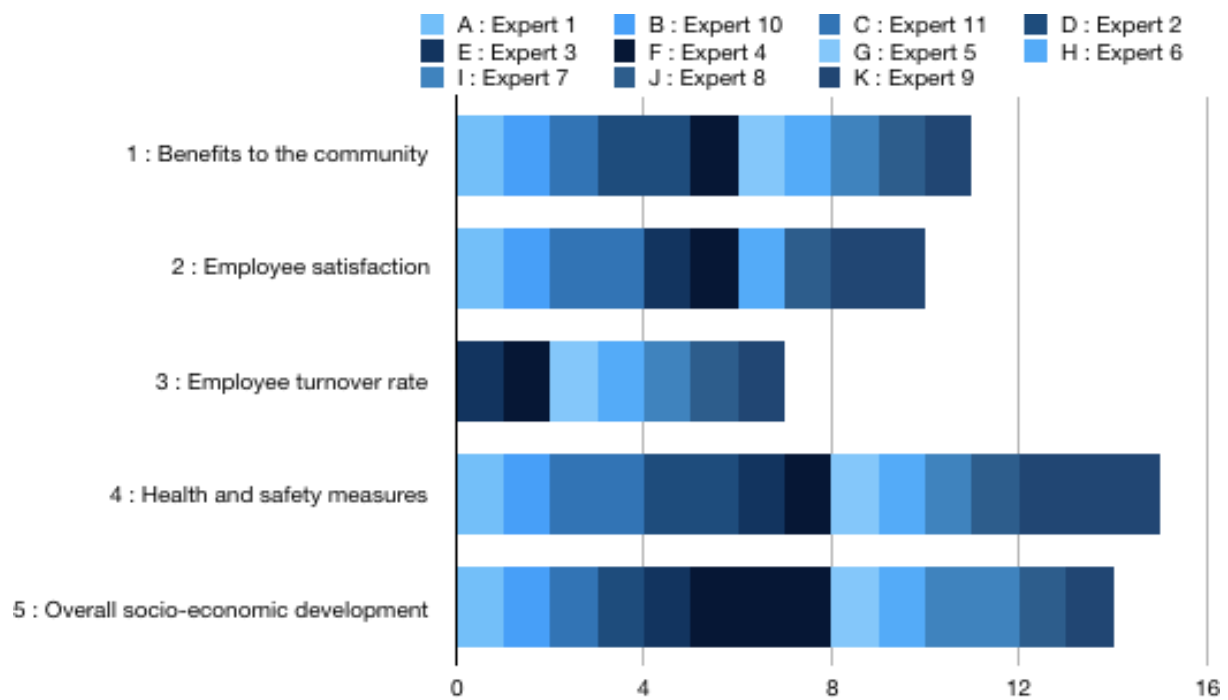 A : Expert 1 B : Expert 10 C : Expert 11 D : Expert 2
E : Expert 3 F : Expert 4 G : Expert 5 H : Expert 6
I : Expert 7 J : Expert 8 K : Expert 9
1 : Benefits to the community
2 : Employee satisfaction
3 : Employee turnover rate
4 : Health and safety measures
5 : Overall socio-economic development
0 4 8 12 16